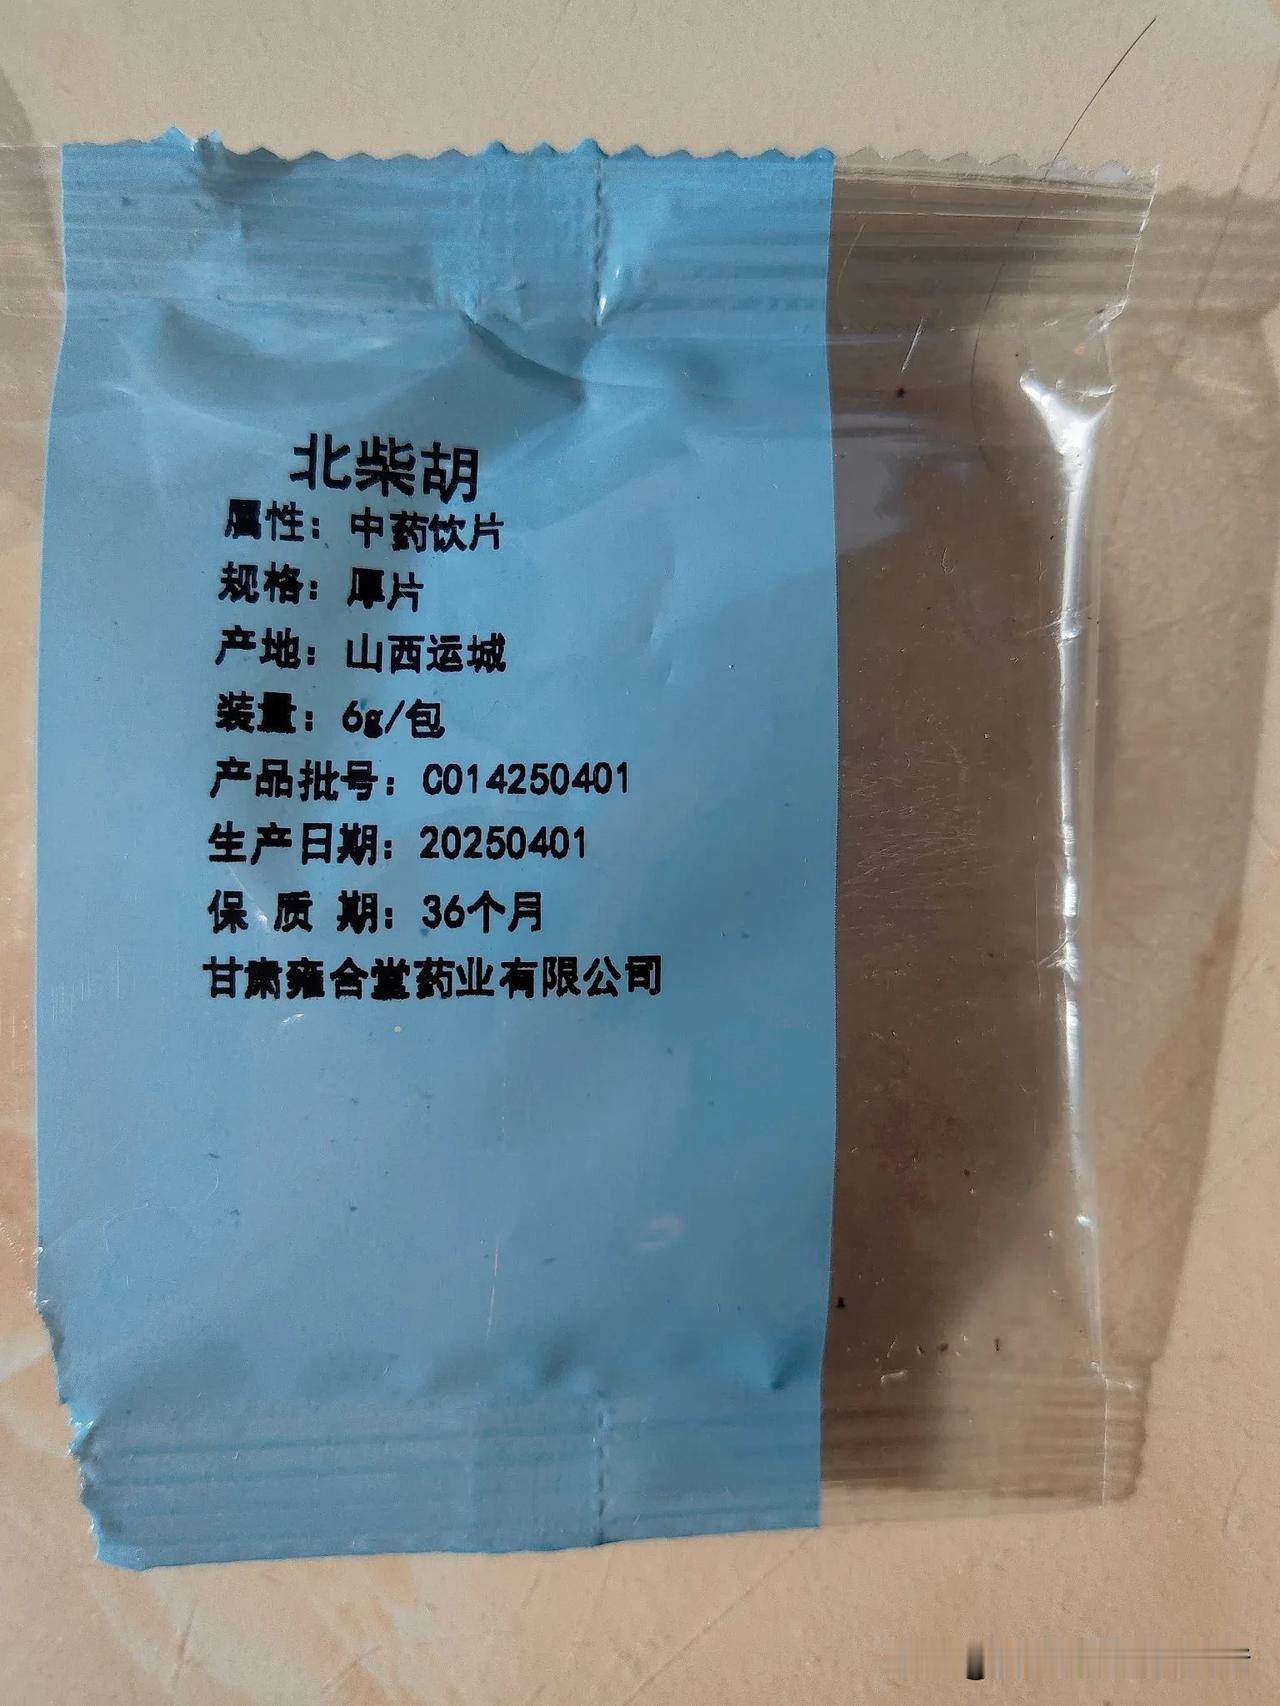 北柴胡
属性：中药饮片
规格：厚片
产地：山西运城
装量：6g/包
产品批号：C014250401
生产日期：20250401
保 质 期：36个月
甘肃雍合堂药业有限公司